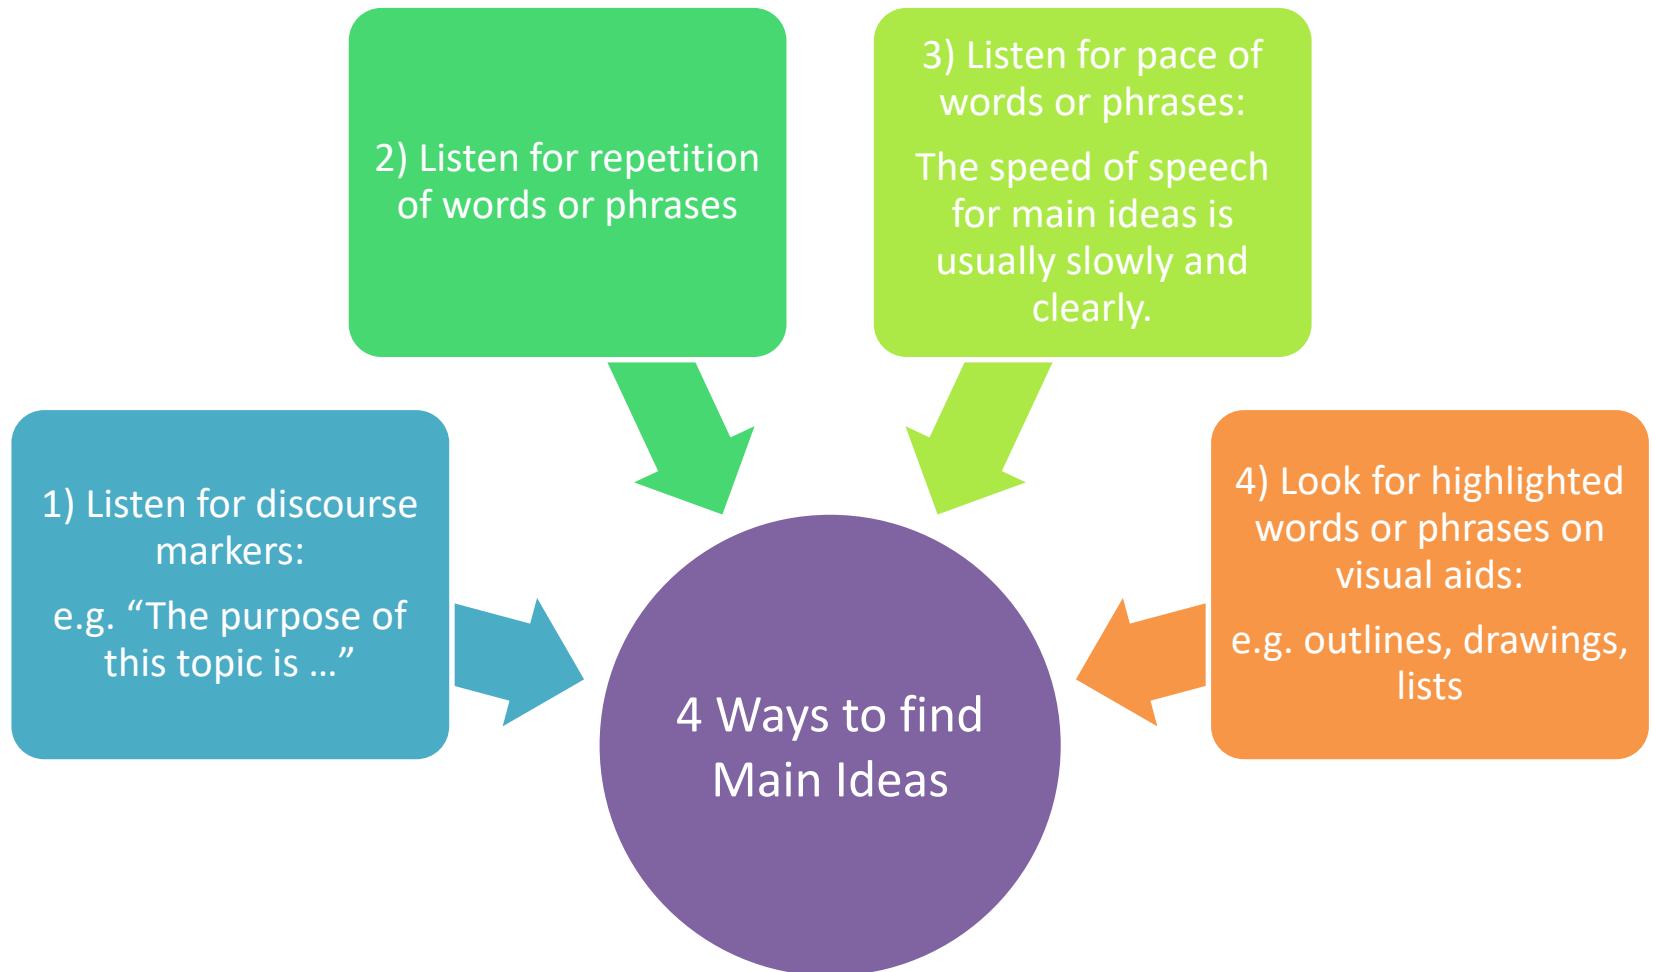 1) Listen for discourse
markers:
e.g. “The purpose of
this topic is …”
2) Listen for repetition
of words or phrases
3) Listen for pace of
words or phrases:
The speed of speech
for main ideas is
usually slowly and
clearly.
4) Look for highlighted
words or phrases on
visual aids:
e.g. outlines, drawings,
lists
4 Ways to find
Main Ideas